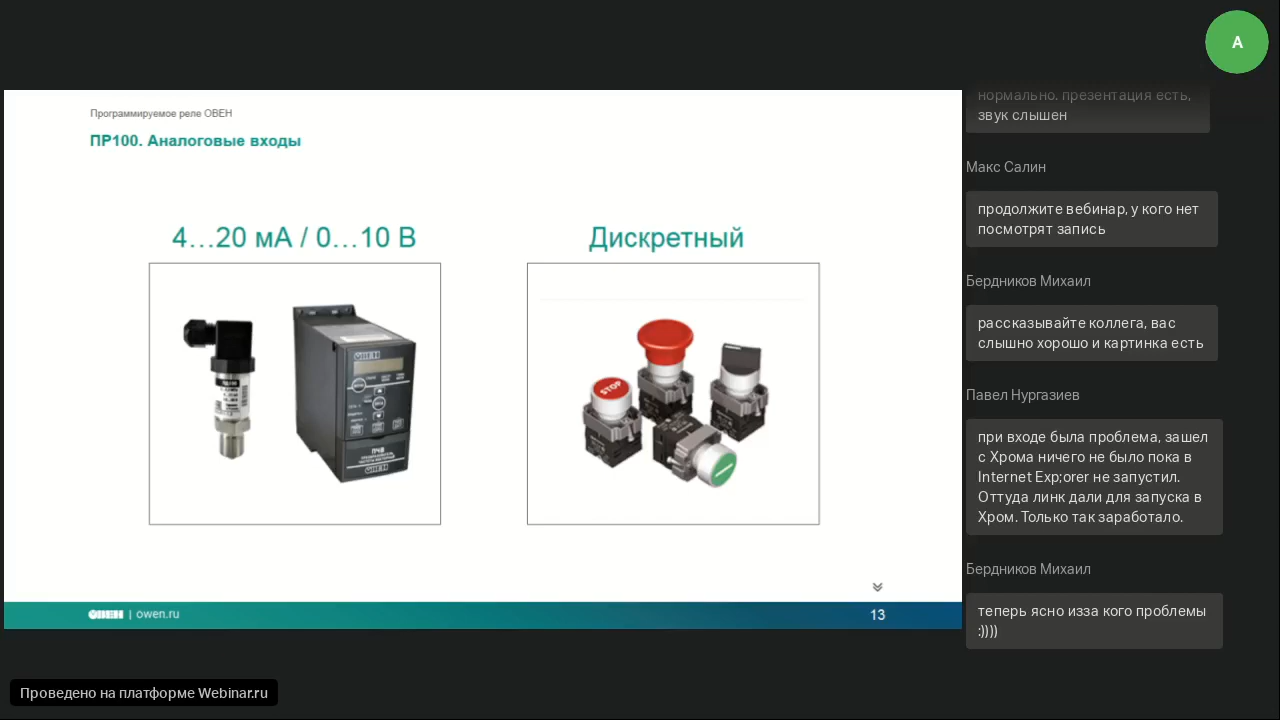 A
Программируемое реле ОВЕН
ПР100. Аналоговые входы
4...20 мА / 0...10 В
Дискретный
ОВЕН
ПД100
ПЧВ
ОВЕН
STOP
ОВЕН | owen.ru
13
нормально. презентация есть,
звук слышен
Макс Салин
продолжите вебинар, у кого нет
посмотрят запись
Бердников Михаил
рассказывайте коллега, вас
слышно хорошо и картинка есть
Павел Нургазиев
при входе была проблема, зашел
с Хрома ничего не было пока в
Internet Exp;orer не запустил.
Оттуда линк дали для запуска в
Хром. Только так заработало.
Бердников Михаил
теперь ясно изза кого проблемы
:))))
Проведено на платформе Webinar.ru